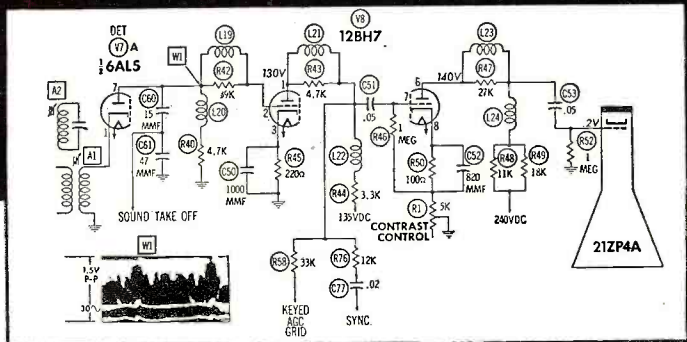 DET
V7 A
½ 6AL5
7
1
A2
A1
W1
C60
15
MMF
C61
47
MMF
SOUND TAKE OFF
L20
R40
4.7K
L19
R42
130V
1
2
3
L21
R43
4.7K
V8
12BH7
C50
1000
MMF
R45
220Ω
C51
.05
R46
1
MEG
L22
R44
3.3K
135VDC
140V
6
7
8
R50
100Ω
C52
820
MMF
R1
5K
CONTRAST
CONTROL
L23
R47
27K
L24
R48
11K
R49
18K
240VDC
C53
.05
.2V
R52
1
MEG
21ZP4A
W1
1.5V
P-P
30~
R58
33K
KEYED
AGC
GRID
R76
12K
C77
.02
SYNC.